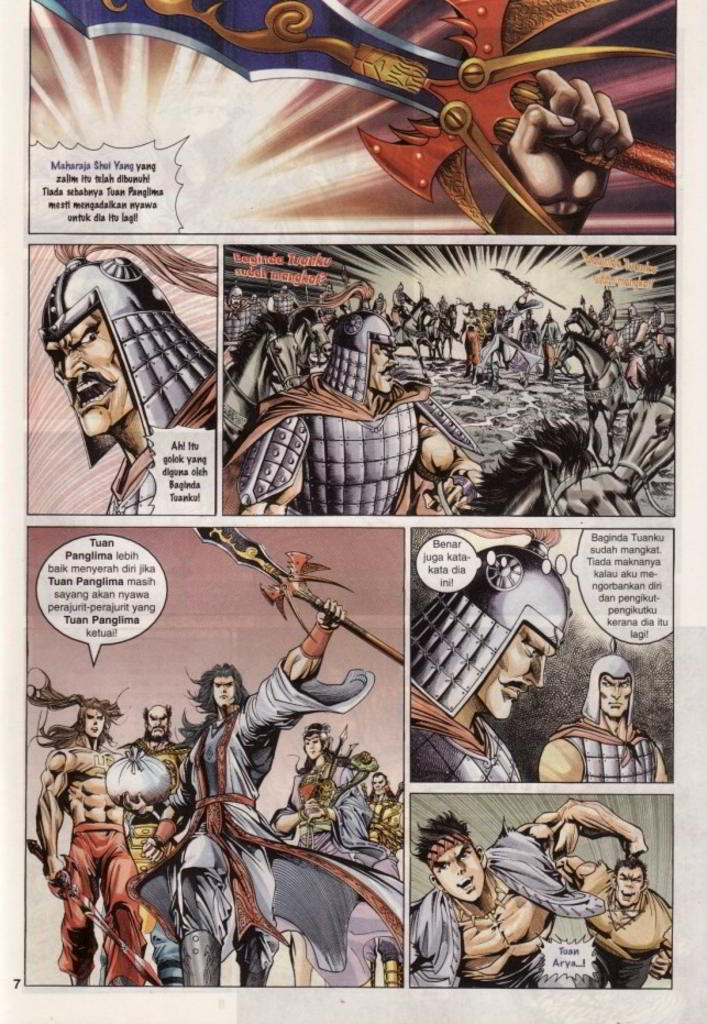 Maharaja Shui Yang yang
zalim itu telah dibunuh!
Tiada sebabnya Tuan Panglima
mesti mengadaikan nyawa
untuk dia itu lagi!
Ah! Itu
golok yang
diguna oleh
Baginda
Tuanku!
Baginda Tuanku
sudah mangkat?
Baginda Tuanku
sudah mangkat!
Tuan
Panglima lebih
baik menyerah diri jika
Tuan Panglima masih
sayang akan nyawa
perajurit-perajurit yang
Tuan Panglima
ketuai!
Benar
juga kata-
kata dia
ini!
Baginda Tuanku
sudah mangkat.
Tiada maknanya
kalau aku me-
ngorbankan diri
dan pengikut-
pengikutku
kerana dia itu
lagi!
Tuan
Arya...!
7